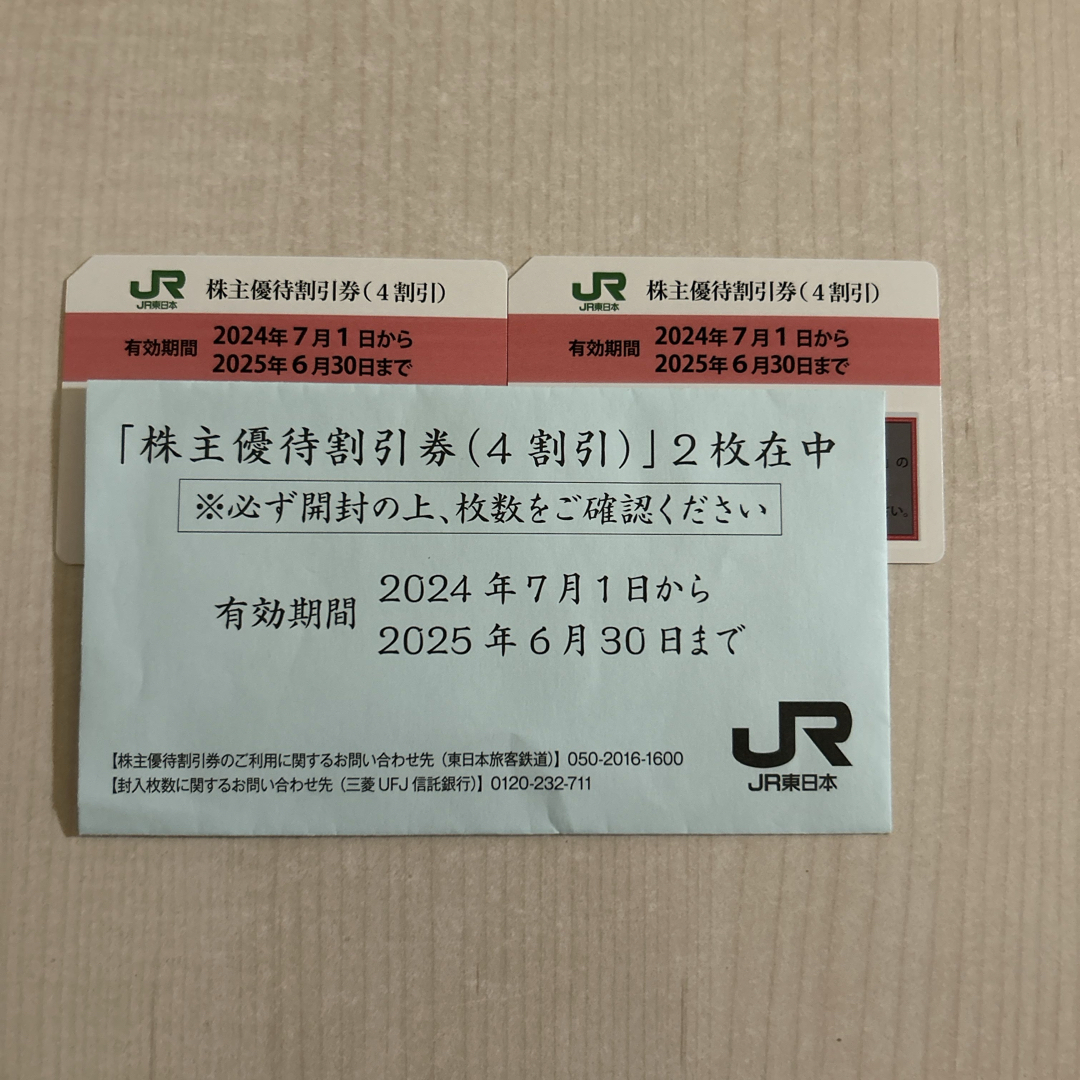 JR
JR東日本
株主優待割引券(4割引)
有効期間
2024年7月1日から
2025年6月30日まで
JR
JR東日本
株主優待割引券(4割引)
有効期間
2024年7月1日から
2025年6月30日まで
の
い。
「株主優待割引券(4割引)」2枚在中
※必ず開封の上、枚数をご確認ください
有効期間
2024年7月1日から
2025年6月30日まで
【株主優待割引券のご利用に関するお問い合わせ先(東日本旅客鉄道)】050-2016-1600
【封入枚数に関するお問い合わせ先(三菱UFJ信託銀行)】0120-232-711
JR
JR東日本